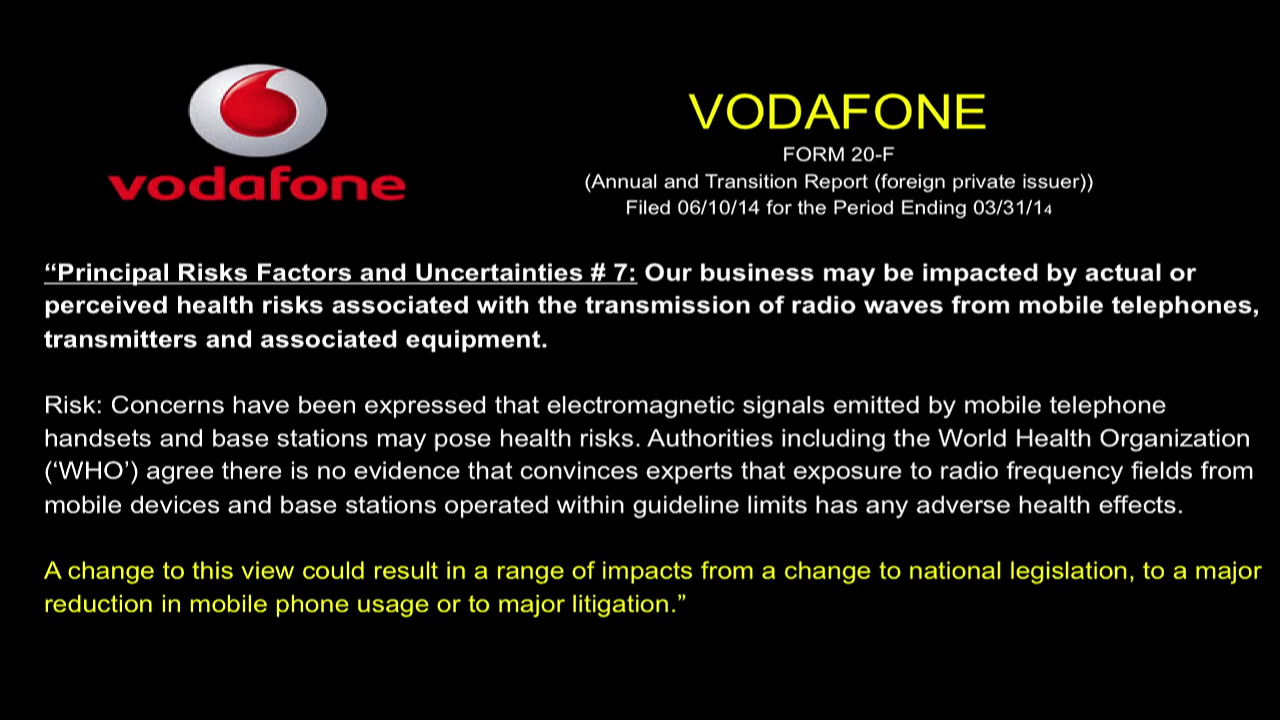 vodafone
VODAFONE
FORM 20-F
(Annual and Transition Report (foreign private issuer))
Filed 06/10/14 for the Period Ending 03/31/14
“Principal Risks Factors and Uncertainties # 7: Our business may be impacted by actual or
perceived health risks associated with the transmission of radio waves from mobile telephones,
transmitters and associated equipment.
Risk: Concerns have been expressed that electromagnetic signals emitted by mobile telephone
handsets and base stations may pose health risks. Authorities including the World Health Organization
(‘WHO’) agree there is no evidence that convinces experts that exposure to radio frequency fields from
mobile devices and base stations operated within guideline limits has any adverse health effects.
A change to this view could result in a range of impacts from a change to national legislation, to a major
reduction in mobile phone usage or to major litigation.”